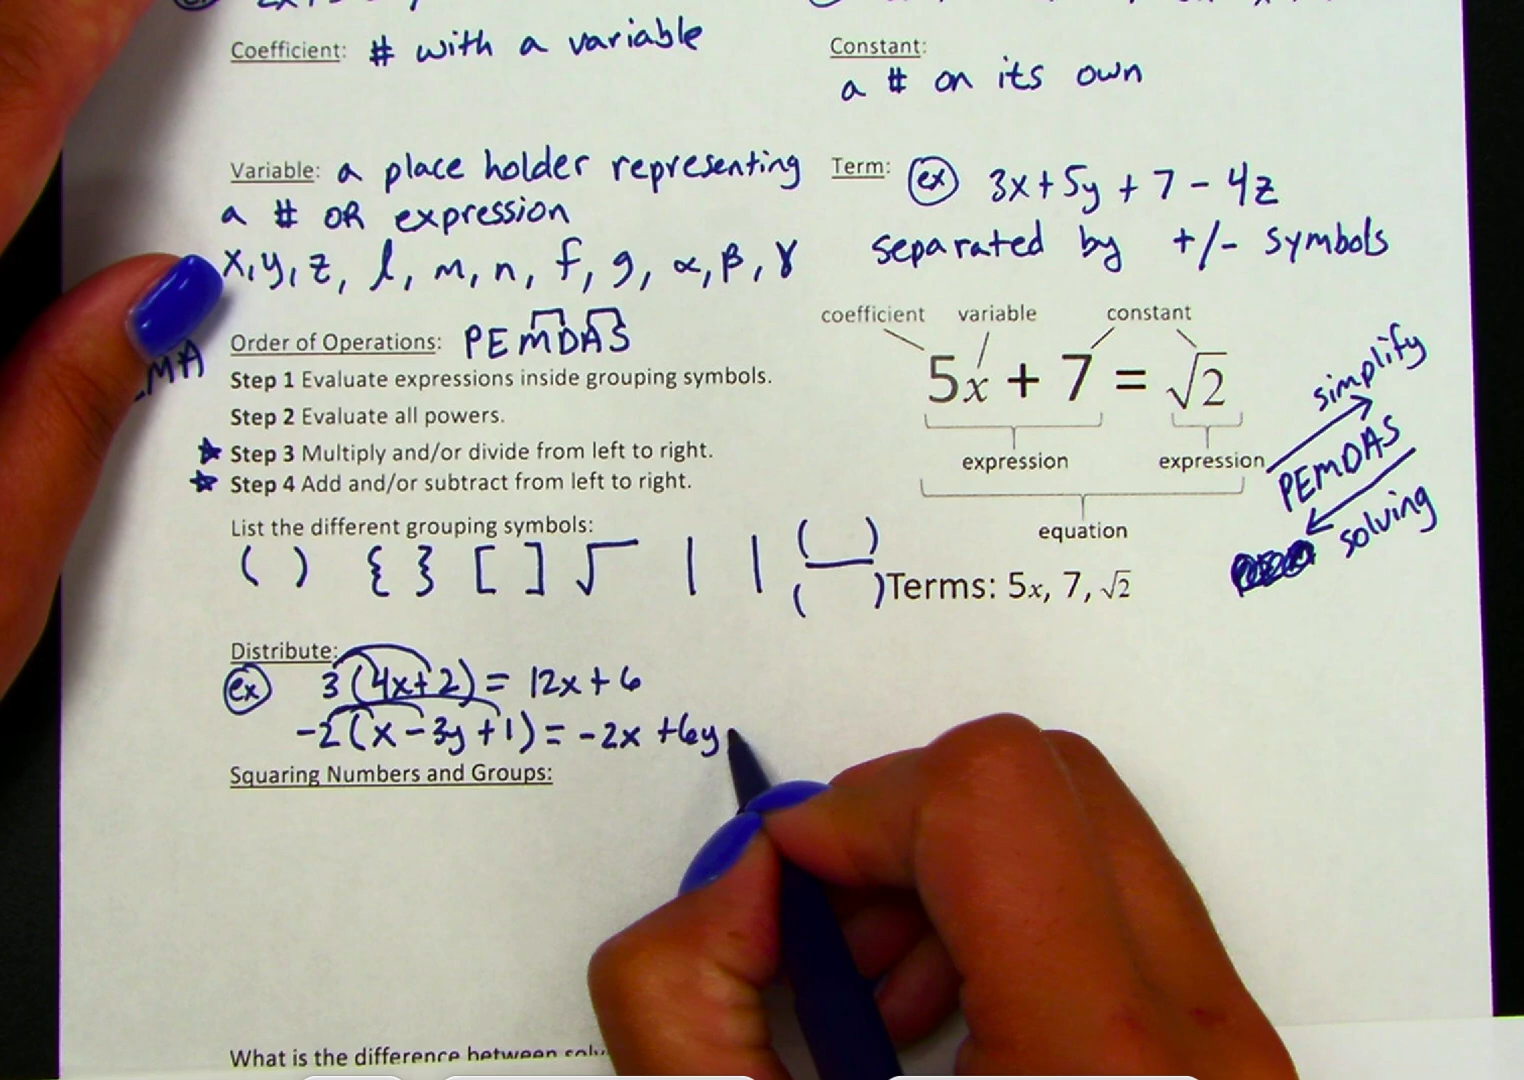 Coefficient: # with a variable
Constant:
a # on its own
Variable: a place holder representing
a # OR expression
x, y, z, l, m, n, f, g, α, β, γ
Term: ex 3x + 5y + 7 - 4z
separated by +/- symbols
Order of Operations: PEMDAS
Step 1 Evaluate expressions inside grouping symbols.
Step 2 Evaluate all powers.
★ Step 3 Multiply and/or divide from left to right.
★ Step 4 Add and/or subtract from left to right.
coefficient variable constant
5x + 7 = √2
expression expression
equation
Terms: 5x, 7, √2
simplify
PEMDAS
solving
List the different grouping symbols:
( ) { } [ ] √ | | ( ) / ( )
Distribute:
ex 3(4x+2) = 12x + 6
-2(x-3y+1) = -2x +6y
Squaring Numbers and Groups:
What is the difference between